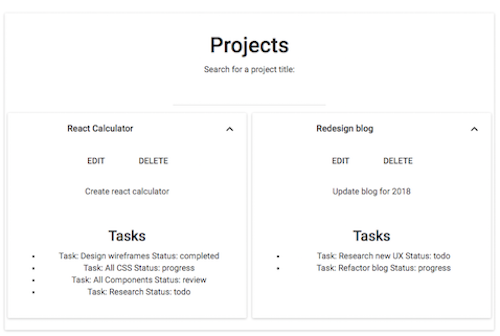 Projects
Search for a project title:
React Calculator
EDIT DELETE
Create react calculator
Tasks
Task: Design wireframes Status: completed
Task: All CSS Status: progress
Task: All Components Status: review
Task: Research Status: todo
Redesign blog
EDIT DELETE
Update blog for 2018
Tasks
Task: Research new UX Status: todo
Task: Refactor blog Status: progress